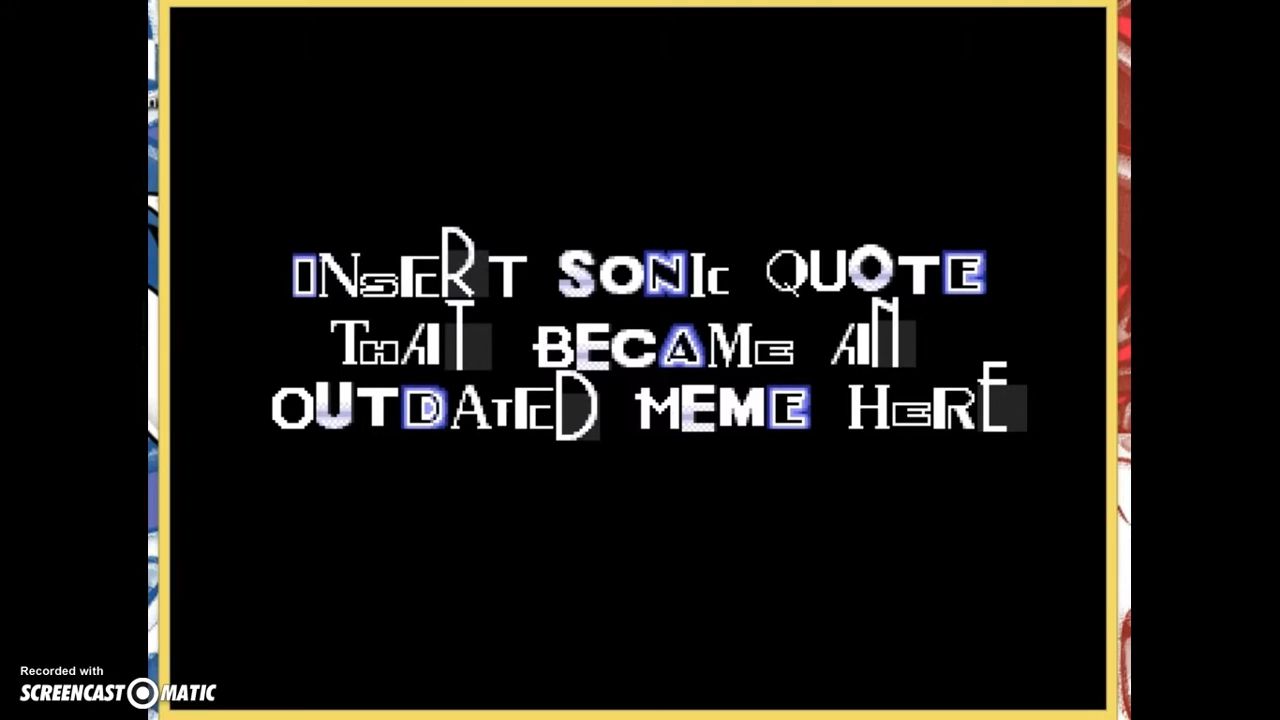 INSERT SONIC QUOTE
THAT BECAME AN
OUTDATED MEME HERE
Recorded with
SCREENCAST MATIC